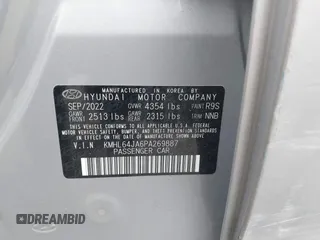 MANUFACTURED IN KOREA BY
HYUNDAI MOTOR COMPANY
SEP/2022 GVWR 4354 lbs PAINT R9S
GAWR FRONT 2513 lbs GAWR REAR 2315 lbs TRIM NNB
THIS VEHICLE CONFORMS TO ALL APPLICABLE U.S.A. FEDERAL
MOTOR VEHICLE SAFETY, BUMPER, AND THEFT PREVENTION
STANDARDS IN EFFECT ON THE DATE OF MANUFACTURE
SHOWN ABOVE.
V.I.N KMHL64JA6PA269887
PASSENGER CAR
AUTOBIDMASTER